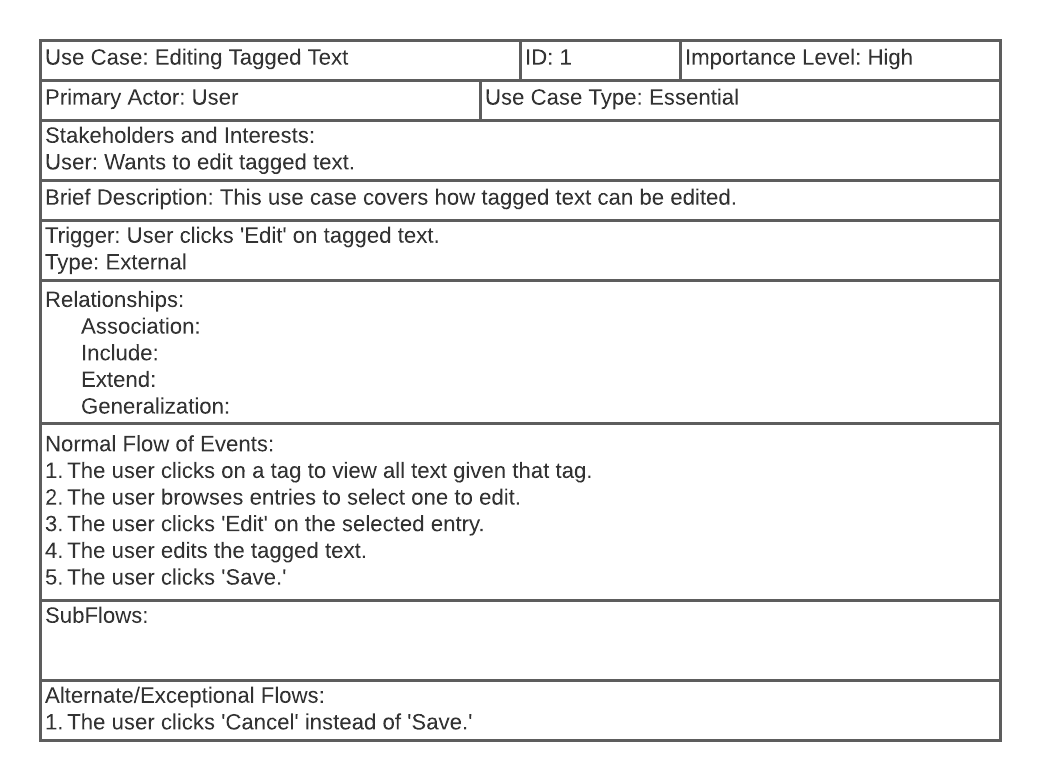 Use Case: Editing Tagged Text
ID: 1
Importance Level: High
Primary Actor: User
Use Case Type: Essential
Stakeholders and Interests:
User: Wants to edit tagged text.
Brief Description: This use case covers how tagged text can be edited.
Trigger: User clicks 'Edit' on tagged text.
Type: External
Relationships:
Association:
Include:
Extend:
Generalization:
Normal Flow of Events:
1. The user clicks on a tag to view all text given that tag.
2. The user browses entries to select one to edit.
3. The user clicks 'Edit' on the selected entry.
4. The user edits the tagged text.
5. The user clicks 'Save.'
SubFlows:
Alternate/Exceptional Flows:
1. The user clicks 'Cancel' instead of 'Save.'